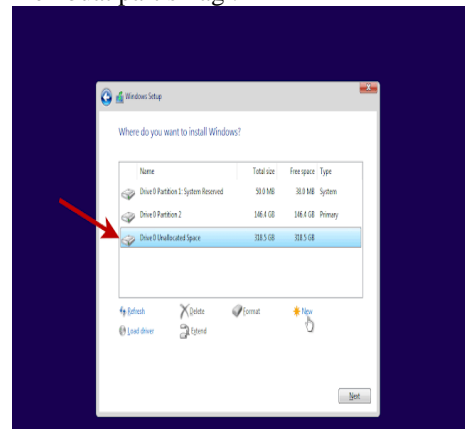 Windows Setup
Where do you want to install Windows?
Name Total size Free space Type
Drive 0 Partition 1: System Reserved 50.0 MB 38.0 MB System
Drive 0 Partition 2 146.4 GB 146.4 GB Primary
Drive 0 Unallocated Space 318.5 GB 318.5 GB
Refresh Delete Format New
Load driver Extend
Next